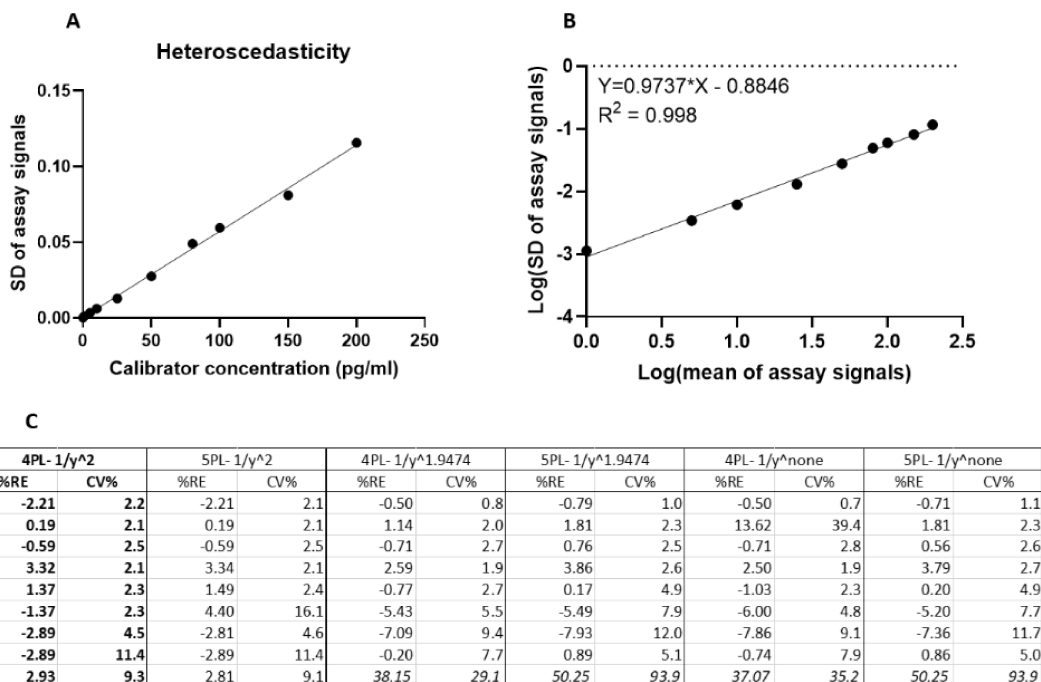 A
Heteroscedasticity
SD of assay signals
0.15
0.10
0.05
0.00
0 50 100 150 200 250
Calibrator concentration (pg/ml)
B
Log(SD of assay signals)
Y=0.9737*X - 0.8846
R² = 0.998
0
-1
-2
-3
-4
0.0 0.5 1.0 1.5 2.0 2.5
Log(mean of assay signals)
C
4PL- 1/y^2 5PL- 1/y^2 4PL- 1/y^1.9474 5PL- 1/y^1.9474 4PL- 1/y^none 5PL- 1/y^none
%RE CV% %RE CV% %RE CV% %RE CV% %RE CV% %RE CV%
-2.21 2.2 -2.21 2.1 -0.50 0.8 -0.79 1.0 -0.50 0.7 -0.71 1.1
0.19 2.1 0.19 2.1 1.14 2.0 1.81 2.3 13.62 39.4 1.81 2.3
-0.59 2.5 -0.59 2.5 -0.71 2.7 0.76 2.5 -0.71 2.8 0.56 2.6
3.32 2.1 3.34 2.1 2.59 1.9 3.86 2.6 2.50 1.9 3.79 2.7
1.37 2.3 1.49 2.4 -0.77 2.7 0.17 4.9 -1.03 2.3 0.20 4.9
-1.37 2.3 4.40 16.1 -5.43 5.5 -5.49 7.9 -6.00 4.8 -5.20 7.7
-2.89 4.5 -2.81 4.6 -7.09 9.4 -7.93 12.0 -7.86 9.1 -7.36 11.7
-2.89 11.4 -2.89 11.4 -0.20 7.7 0.89 5.1 -0.74 7.9 0.86 5.0
2.93 9.3 2.81 9.1 38.15 29.1 50.25 93.9 37.07 35.2 50.25 93.9